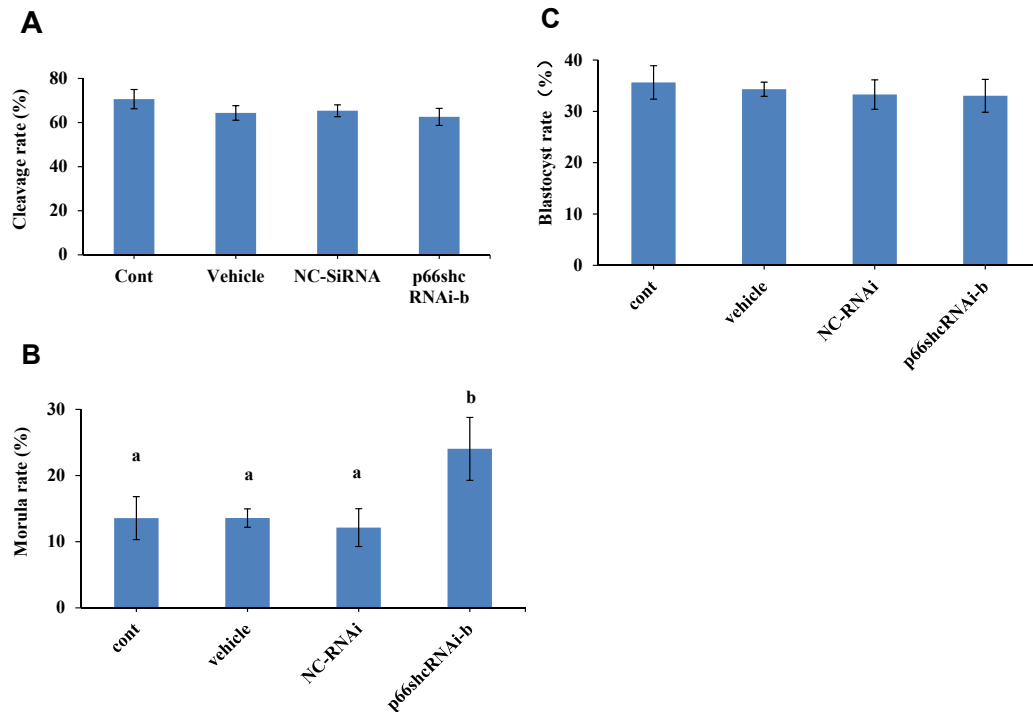 A
Cleavage rate (%)
80
60
40
20
0
Cont
Vehicle
NC-SiRNA
p66shc
RNAi-b
C
Blastocyst rate （%）
40
30
20
10
0
cont
vehicle
NC-RNAi
p66shcRNAi-b
B
Morula rate (%)
30
20
10
0
a
a
a
b
cont
vehicle
NC-RNAi
p66shcRNAi-b